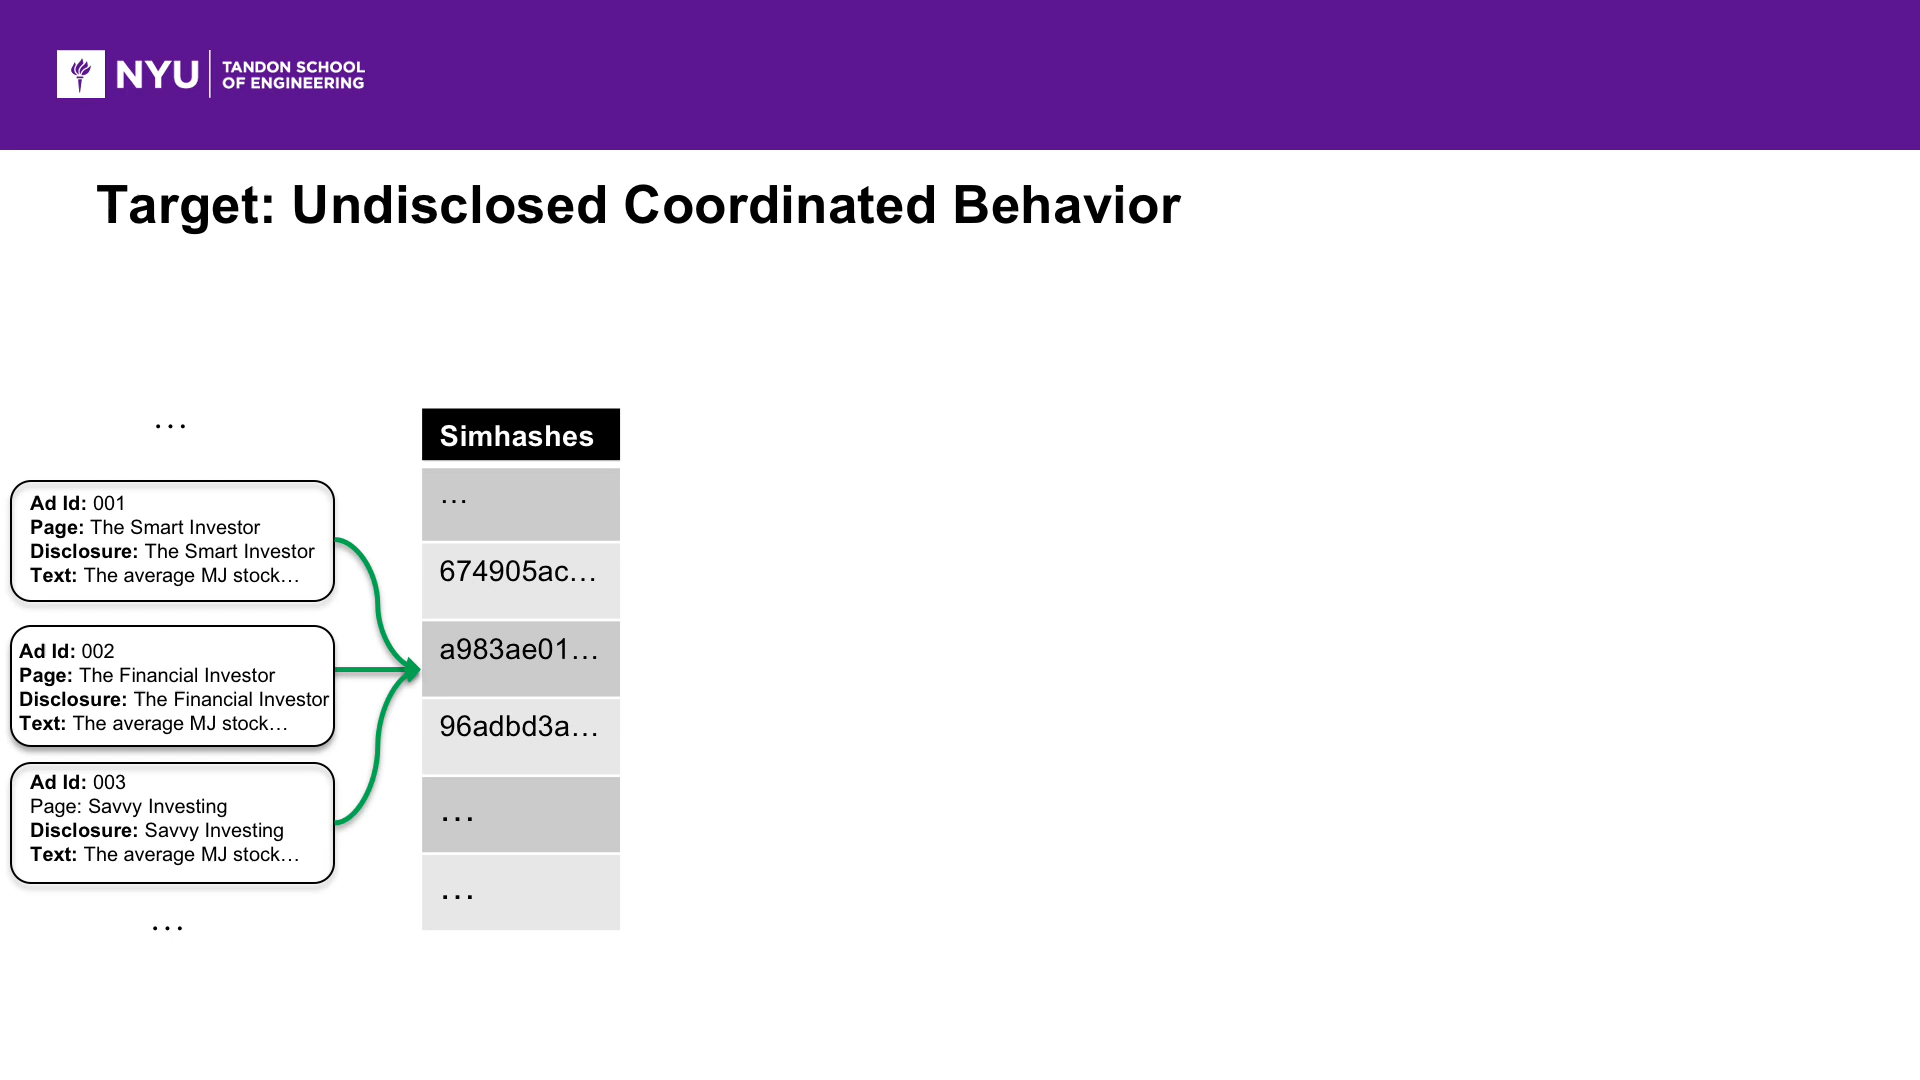 NYU
TANDON SCHOOL
OF ENGINEERING
Target: Undisclosed Coordinated Behavior
…
Ad Id: 001
Page: The Smart Investor
Disclosure: The Smart Investor
Text: The average MJ stock…
Ad Id: 002
Page: The Financial Investor
Disclosure: The Financial Investor
Text: The average MJ stock…
Ad Id: 003
Page: Savvy Investing
Disclosure: Savvy Investing
Text: The average MJ stock…
…
Simhashes
…
674905ac…
a983ae01…
96adbd3a…
…
…